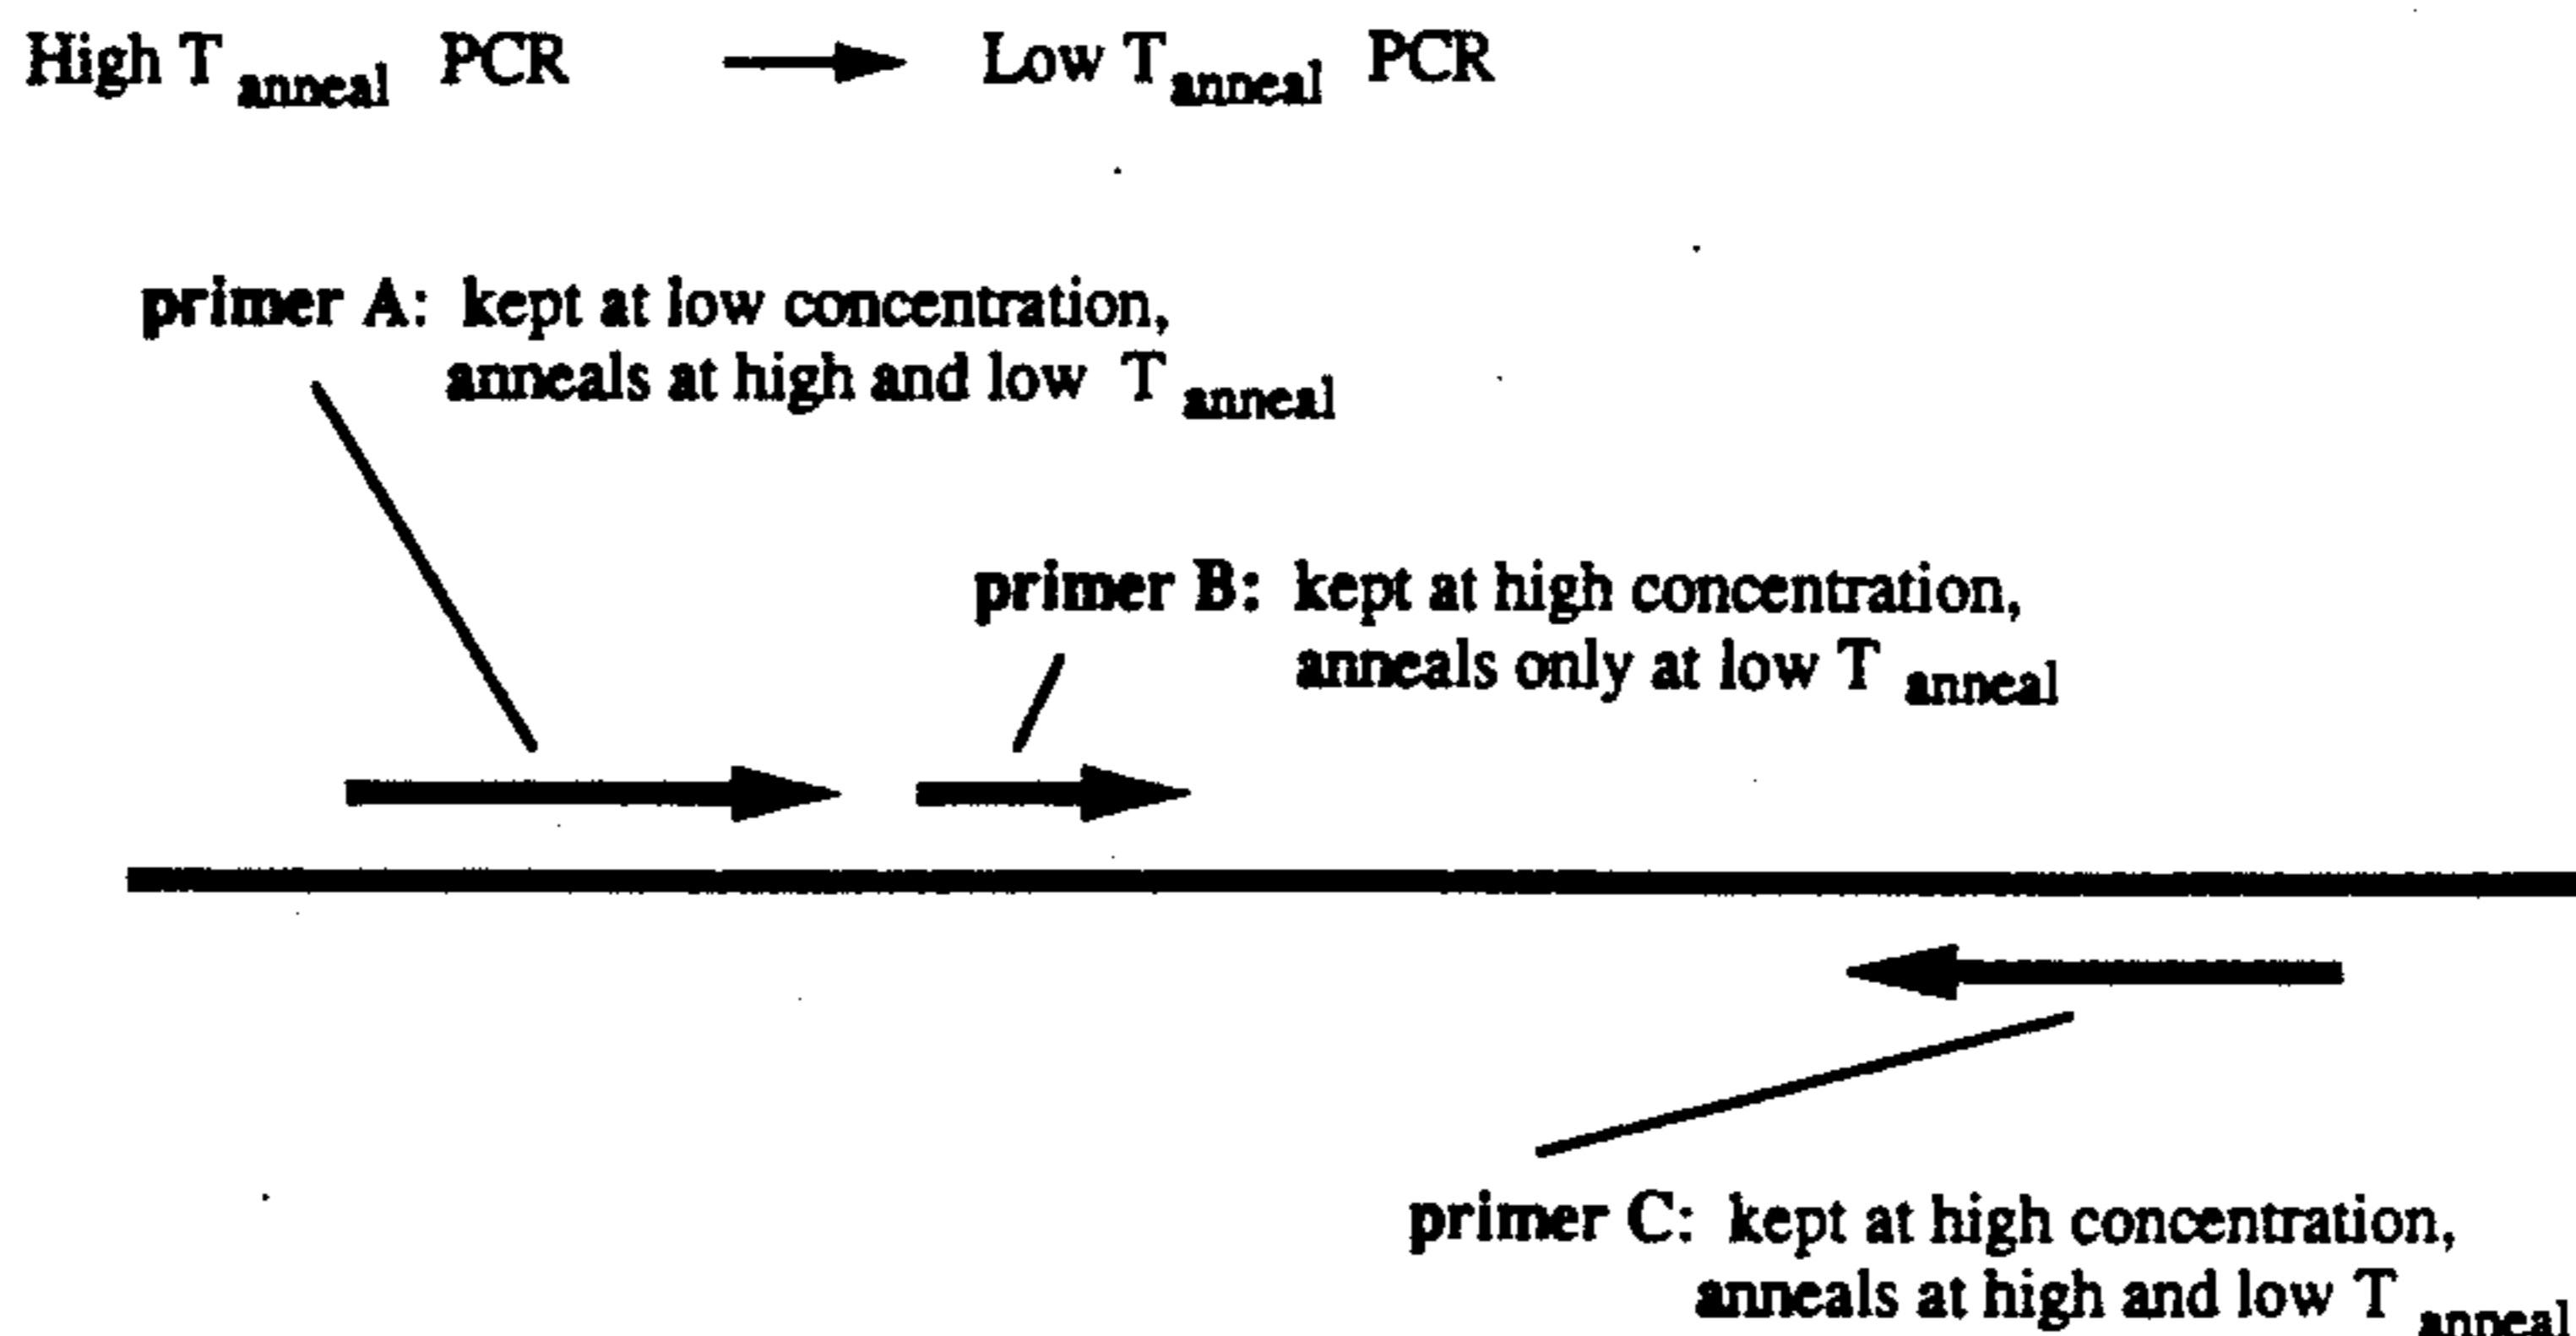 High T anneal PCR → Low T anneal PCR
primer A: kept at low concentration,
anneals at high and low T anneal
primer B: kept at high concentration,
anneals only at low T anneal
primer C: kept at high concentration,
anneals at high and low T anneal